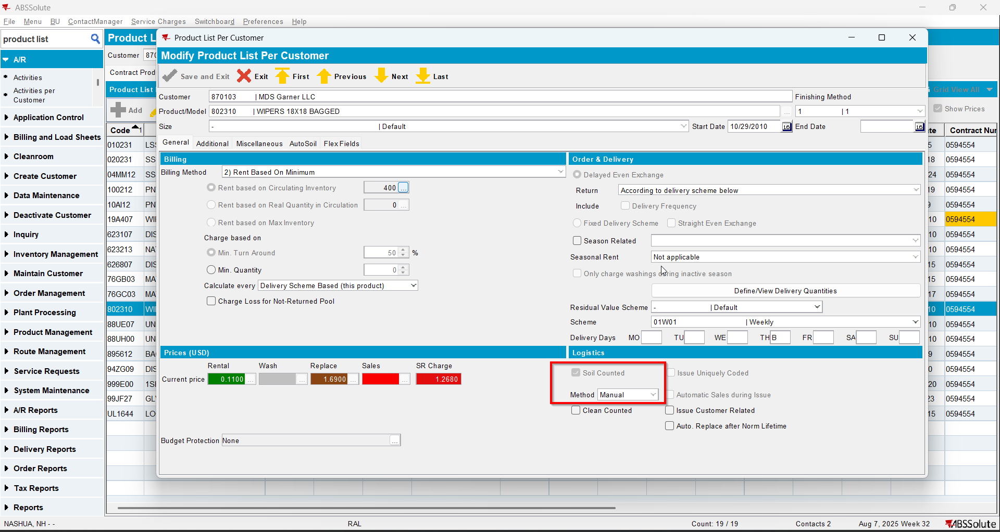 ABSSolute
File Menu BU ContactManager Service Charges Switchboard Preferences Help
product list
Product L
Product List Per Customer
Modify Product List Per Customer
Customer 870
Contract Prod
Product List
Add
Grid View All
Show Prices
Save and Exit Exit First Previous Next Last
Customer 870103 | MDS Garner LLC Finishing Method
Product/Model 802310 | WIPERS 18X18 BAGGED ... 1 | 1
Size - | Default Start Date 10/29/2010 16 End Date 16
General Additional Miscellaneous AutoSoil Flex Fields
Billing
Billing Method 2) Rent Based On Minimum
Rent based on Circulating Inventory 400 ...
Rent based on Real Quantity in Circulation 0 ...
Rent based on Max Inventory
Charge based on
Min. Turn Around 50 %
Min. Quantity 0
Calculate every Delivery Scheme Based (this product)
Charge Loss for Not-Returned Pool
Order & Delivery
Delayed Even Exchange
Return According to delivery scheme below
Include Delivery Frequency
Fixed Delivery Scheme Straight Even Exchange
Season Related
Seasonal Rent Not applicable
Only charge washings during inactive season
Define/View Delivery Quantities
Residual Value Scheme - | Default
Scheme 01W01 | Weekly
Delivery Days MO TU WE TH B FR SA SU
Prices (USD)
Rental Wash Replace Sales SR Charge
Current price 0.1100 ... ... 1.6900 ... ... 1.2680
Budget Protection None ...
Logistics
Soil Counted Issue Uniquely Coded
Method Manual Automatic Sales during Issue
Clean Counted Issue Customer Related
Auto. Replace after Norm Lifetime
A/R
Activities
Activities per
Customer
Application Control
Billing and Load Sheets
Cleanroom
Create Customer
Data Maintenance
Deactivate Customer
Inquiry
Inventory Management
Maintain Customer
Order Management
Plant Processing
Product Management
Route Management
Service Requests
System Maintenance
A/R Reports
Billing Reports
Delivery Reports
Order Reports
Tax Reports
Reports
Code 1 te Contract Nur
010231 LSS 5 0594554
020231 SS 18 0594554
04MM12 SS 24 0594554
100212 PN 19 0594554
10AI12 PN 9 0594554
19A407 WI 10 0594554
623107 DIS 10 0594554
623213 NA 10 0594554
626807 DIS 15 0594554
76GB03 MA 15 0594554
76GC03 MA 17 0594554
802310 WI 10 0594554
88UE07 UN 10 0594554
88UH00 UN 10 0594554
895612 BA 9 0594554
94ZG09 DIS 0 0594554
999E00 1S 20 0594554
99JF27 GL 23 0594554
UL1644 LO 15 0594554
NASHUA, NH - - RAL Count: 19 / 19 Contacts 2 Aug 7, 2025 Week 32 ABSSolute